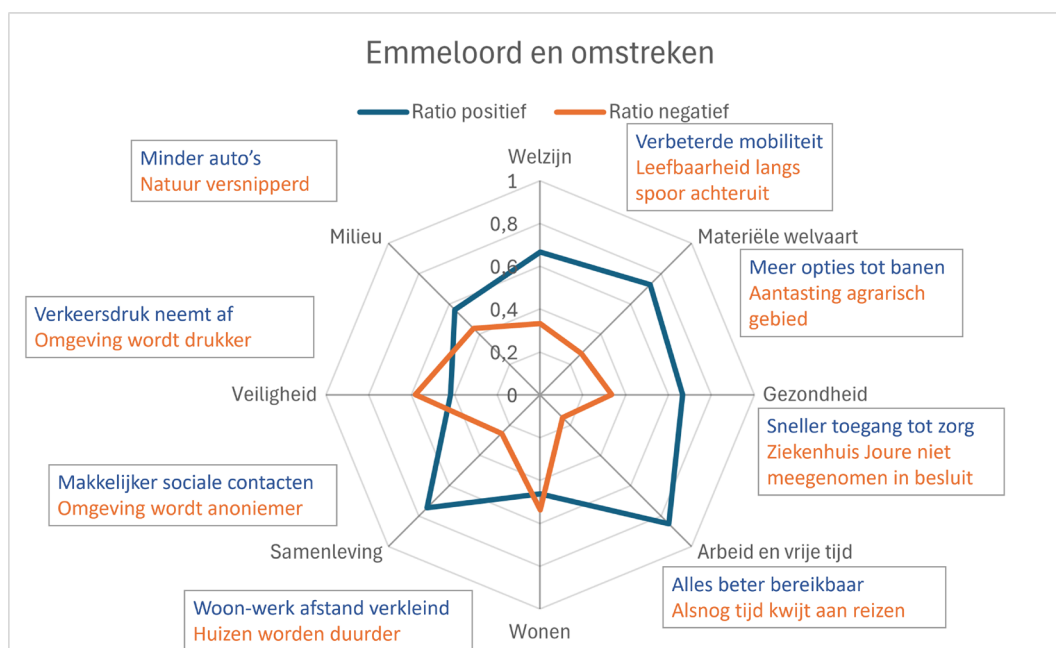 Emmeloord en omstreken
Ratio positief
Ratio negatief
Minder auto's
Natuur versnipperd
Verbeterde mobiliteit
Leefbaarheid langs
spoor achteruit
Welzijn
1
0,8
0,6
0,4
0,2
0
Milieu
Materiële welvaart
Meer opties tot banen
Aantasting agrarisch
gebied
Verkeersdruk neemt af
Omgeving wordt drukker
Veiligheid
Gezondheid
Sneller toegang tot zorg
Ziekenhuis Joure niet
meegenomen in besluit
Makkelijker sociale contacten
Omgeving wordt anoniemer
Samenleving
Arbeid en vrije tijd
Alles beter bereikbaar
Alsnog tijd kwijt aan reizen
Woon-werk afstand verkleind
Huizen worden duurder
Wonen